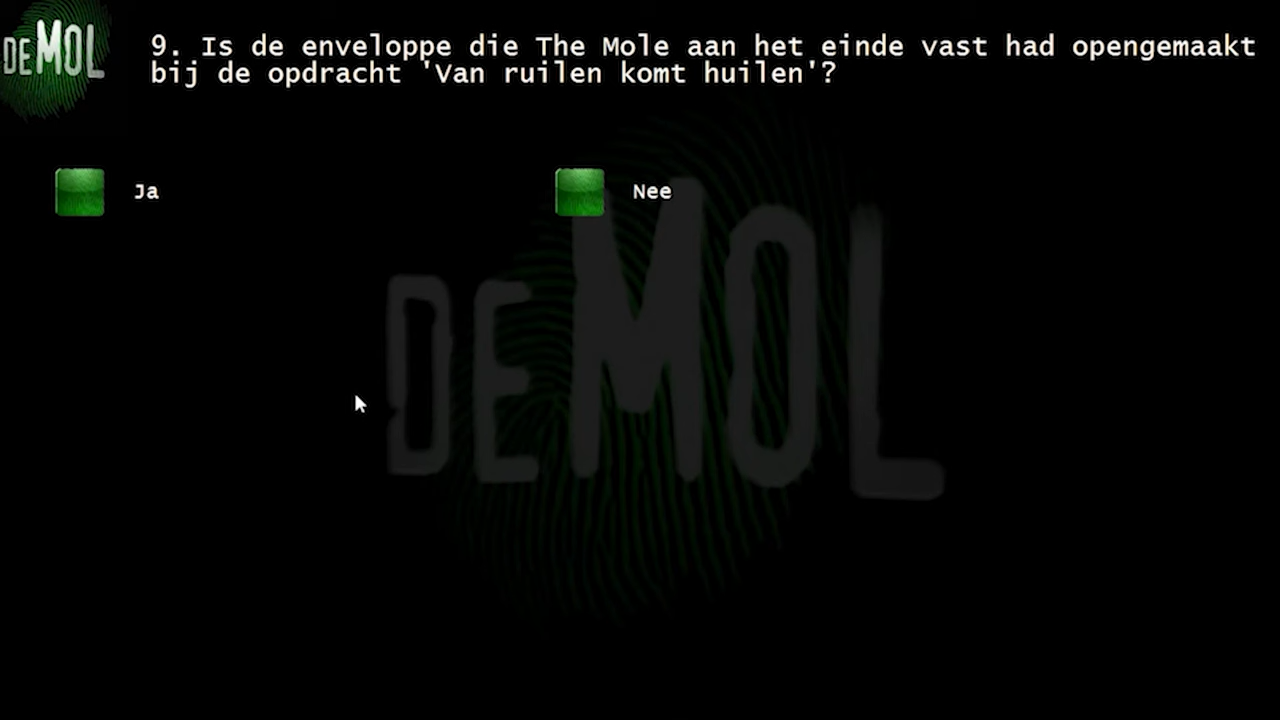 DE MOL
9. Is de enveloppe die The Mole aan het einde vast had opengemaakt
bij de opdracht 'Van ruilen komt huilen'?
Ja
Nee
DE MOL